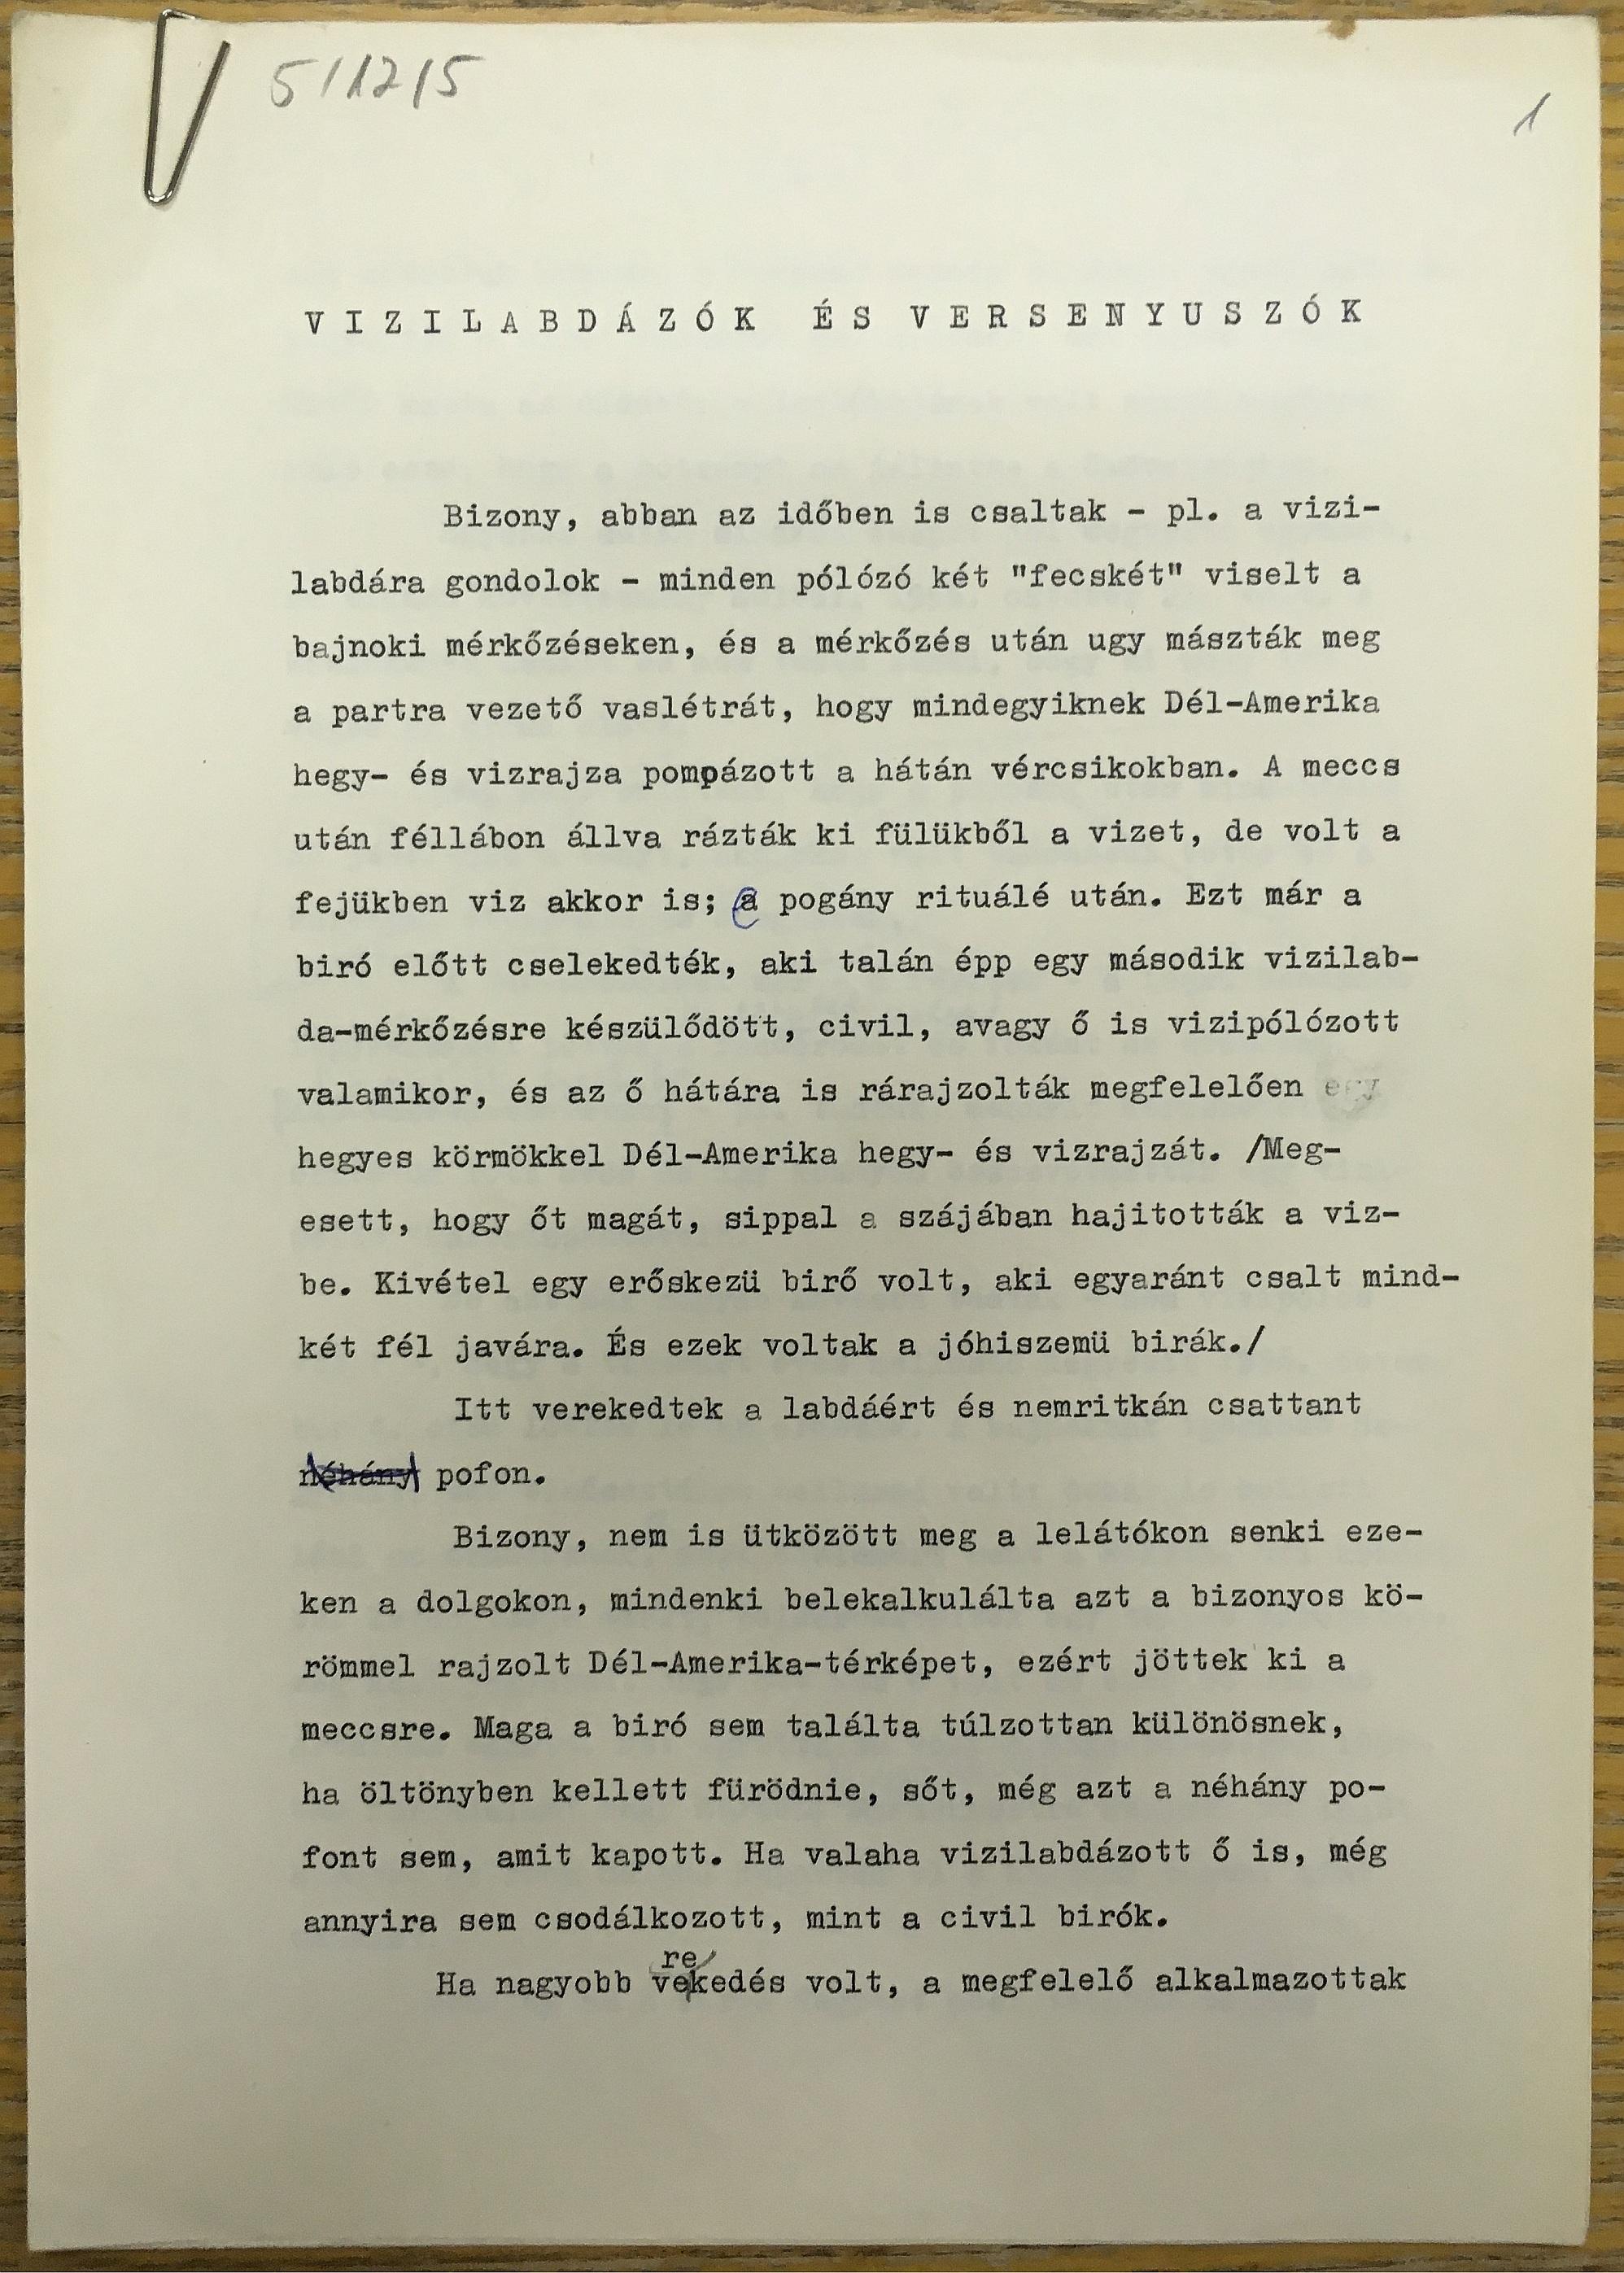 5/12/5
1
VIZILABDÁZÓK ÉS VERSENYUSZÓK
Bizony, abban az időben is csaltak - pl. a vizi-
labdára gondolok - minden pólózó két "fecskét" viselt a
bajnoki mérkőzéseken, és a mérkőzés után ugy mászták meg
a partra vezető vaslétrát, hogy mindegyiknek Dél-Amerika
hegy- és vizrajza pompázott a hátán vércsikokban. A meccs
után féllábon állva rázták ki fülükből a vizet, de volt a
fejükben viz akkor is; a pogány rituálé után. Ezt már a
biró előtt cselekedték, aki talán épp egy második vizilab-
da-mérkőzésre készülődött, civil, avagy ő is vizipólózott
valamikor, és az ő hátára is rárajzolták megfelelően egy
hegyes körmökkel Dél-Amerika hegy- és vizrajzát. /Meg-
esett, hogy őt magát, sippal a szájában hajitották a viz-
be. Kivétel egy erőskezü birő volt, aki egyaránt csalt mind-
két fél javára. És ezek voltak a jóhiszemü birák./
Itt verekedtek a labdáért és nemritkán csattant
néhány pofon.
Bizony, nem is ütközött meg a lelátókon senki eze-
ken a dolgokon, mindenki belekalkulálta azt a bizonyos kö-
römmel rajzolt Dél-Amerika-térképet, ezért jöttek ki a
meccsre. Maga a biró sem találta túlzottan különösnek,
ha öltönyben kellett fürödnie, sőt, még azt a néhány po-
font sem, amit kapott. Ha valaha vizilabdázott ő is, még
annyira sem csodálkozott, mint a civil birók.
re
Ha nagyobb vekedés volt, a megfelelő alkalmazottak